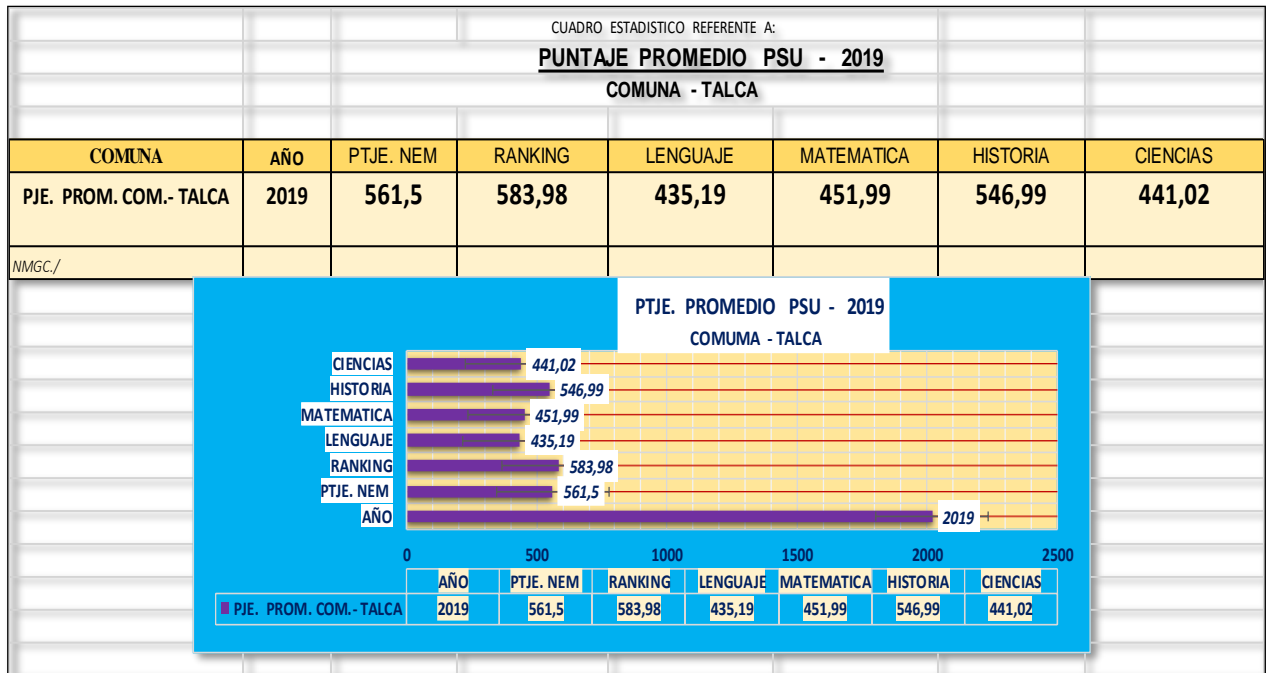 CUADRO ESTADISTICO REFERENTE A:
PUNTAJE PROMEDIO PSU - 2019
COMUNA - TALCA
COMUNA AÑO PTJE. NEM RANKING LENGUAJE MATEMATICA HISTORIA CIENCIAS
PJE. PROM. COM.- TALCA 2019 561,5 583,98 435,19 451,99 546,99 441,02
NMGC./
PTJE. PROMEDIO PSU - 2019
COMUMA - TALCA
CIENCIAS 441,02
HISTORIA 546,99
MATEMATICA 451,99
LENGUAJE 435,19
RANKING 583,98
PTJE. NEM 561,5
AÑO 2019
0 500 1000 1500 2000 2500
AÑO PTJE. NEM RANKING LENGUAJE MATEMATICA HISTORIA CIENCIAS
PJE. PROM. COM.- TALCA 2019 561,5 583,98 435,19 451,99 546,99 441,02